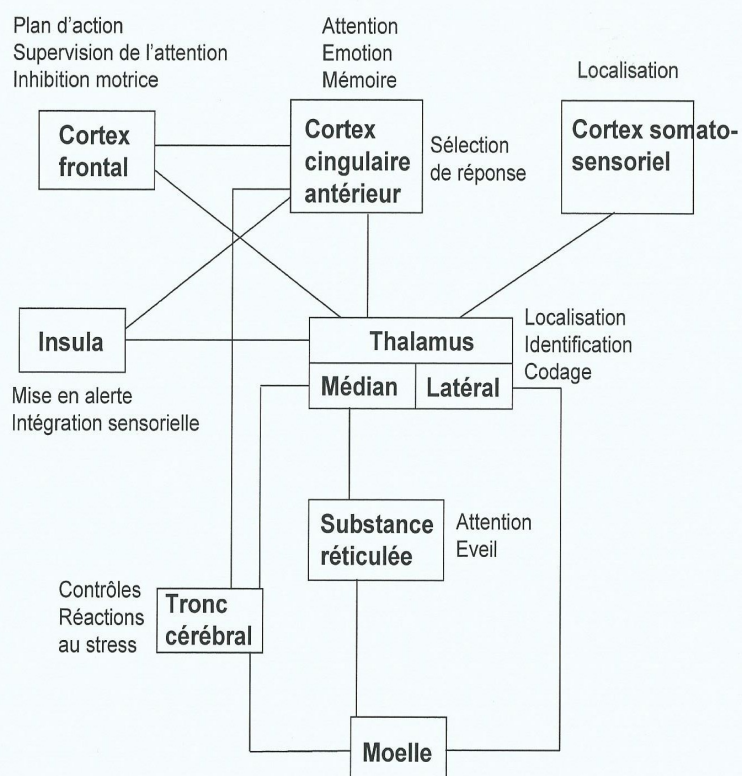 Plan d'action
Supervision de l'attention
Inhibition motrice
Attention
Emotion
Mémoire
Localisation
Cortex
frontal
Cortex
cingulaire
antérieur
Sélection
de réponse
Cortex somato-
sensoriel
Insula
Mise en alerte
Intégration sensorielle
Thalamus
Médian
Latéral
Localisation
Identification
Codage
Substance
réticulée
Attention
Eveil
Contrôles
Réactions
au stress
Tronc
cérébral
Moelle